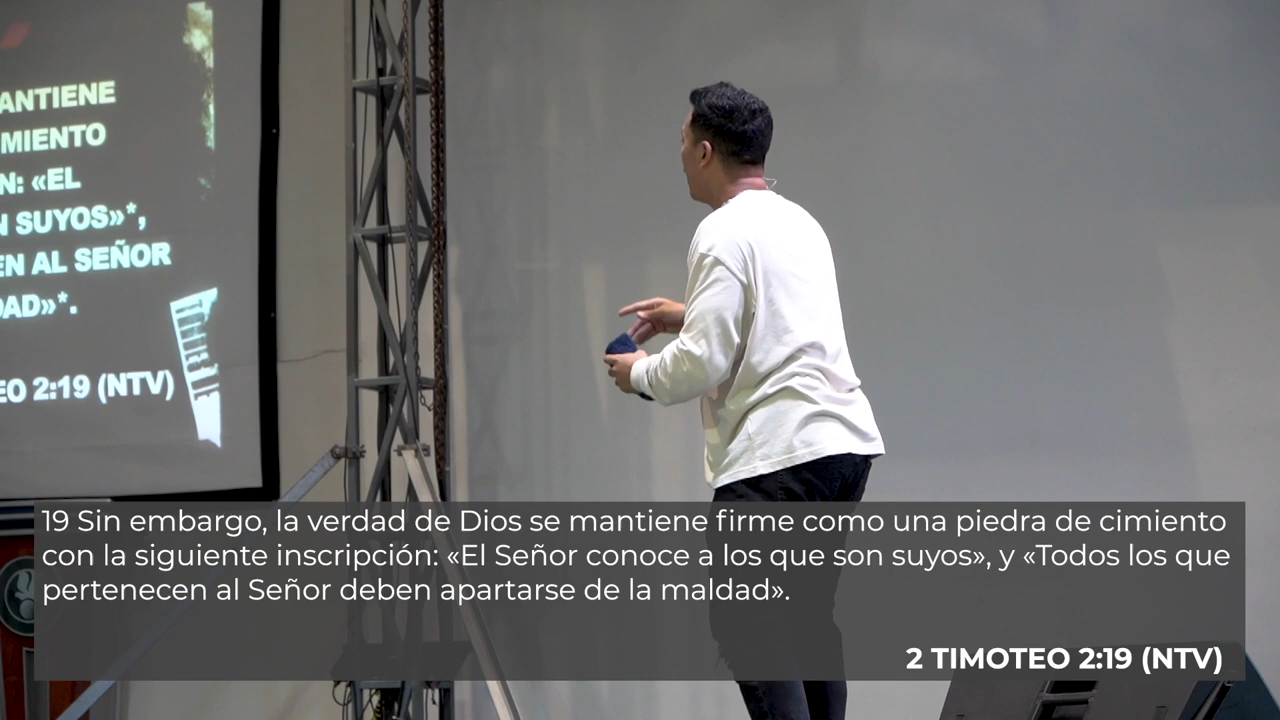 ANTIENE
MIENTO
N: «EL
N SUYOS»*,
EN AL SEÑOR
DAD»*.
EO 2:19 (NTV)
19 Sin embargo, la verdad de Dios se mantiene firme como una piedra de cimiento
con la siguiente inscripción: «El Señor conoce a los que son suyos», y «Todos los que
pertenecen al Señor deben apartarse de la maldad».
2 TIMOTEO 2:19 (NTV)